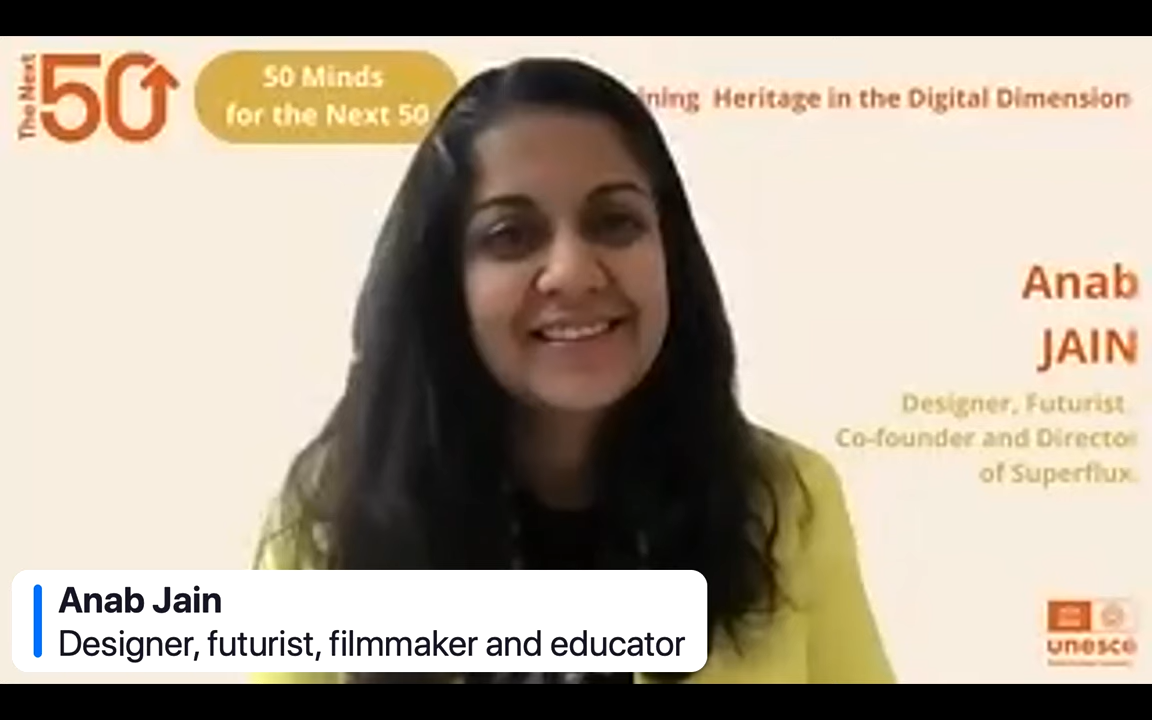 The Next
50
50 Minds
for the Next 50
ining Heritage in the Digital Dimension
Anab
JAIN
Designer, Futurist.
Co-founder and Director
of Superflux.
Anab Jain
Designer, futurist, filmmaker and educator
unesco